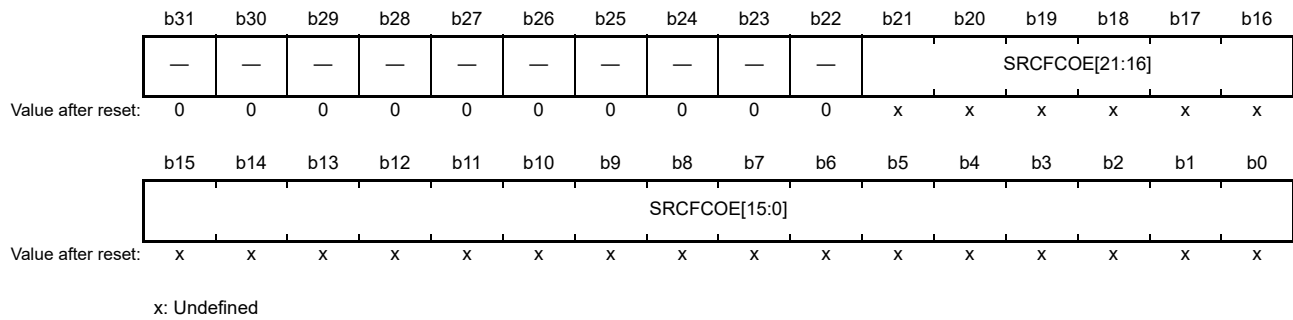 b31 b30 b29 b28 b27 b26 b25 b24 b23 b22 b21 b20 b19 b18 b17 b16
— — — — — — — — — — SRCFCOE[21:16]
Value after reset: 0 0 0 0 0 0 0 0 0 0 x x x x x x
b15 b14 b13 b12 b11 b10 b9 b8 b7 b6 b5 b4 b3 b2 b1 b0
SRCFCOE[15:0]
Value after reset: x x x x x x x x x x x x x x x x
x: Undefined